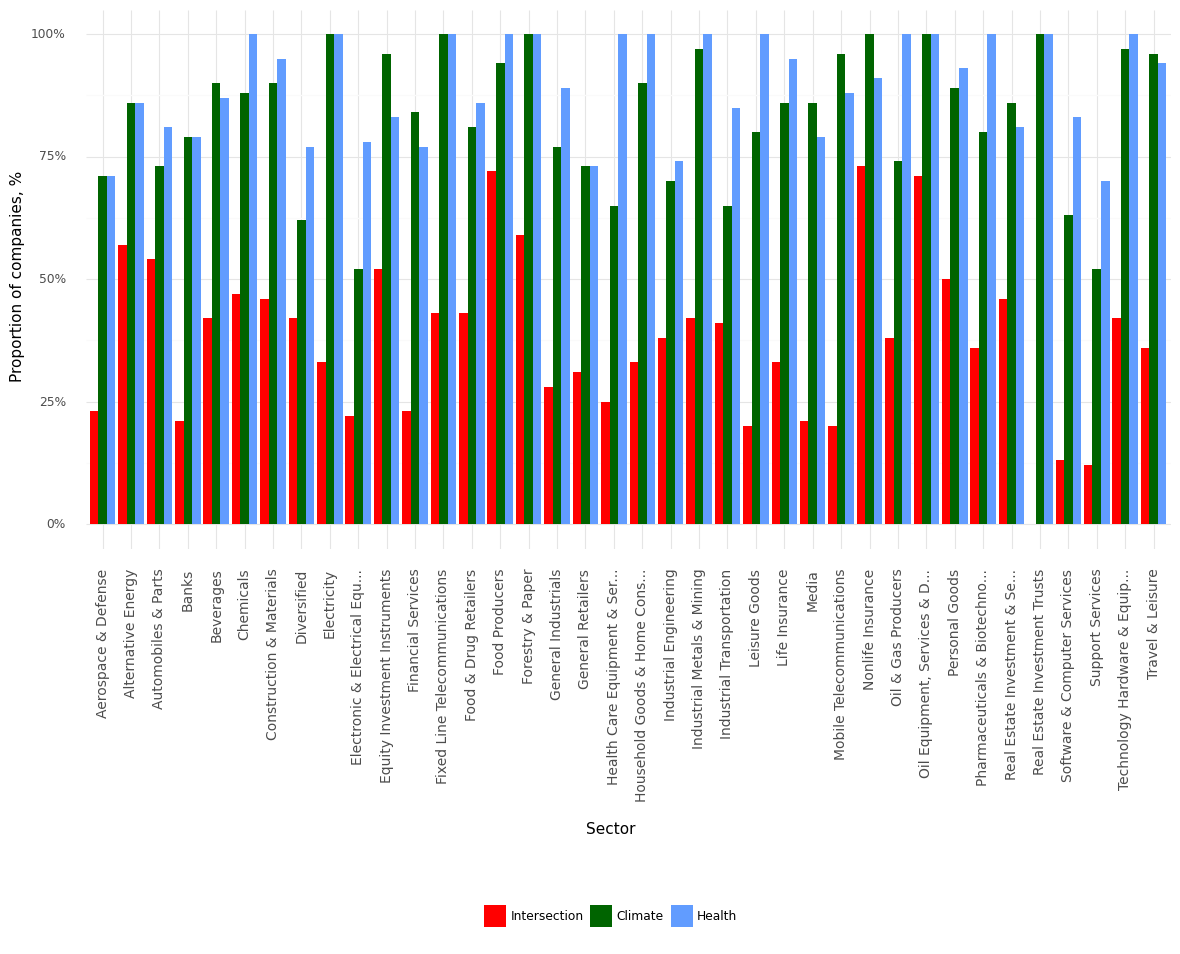 100%
75%
50%
25%
0%
Proportion of companies, %
Aerospace & Defense
Alternative Energy
Automobiles & Parts
Banks
Beverages
Chemicals
Construction & Materials
Diversified
Electricity
Electronic & Electrical Equ...
Equity Investment Instruments
Financial Services
Fixed Line Telecommunications
Food & Drug Retailers
Food Producers
Forestry & Paper
General Industrials
General Retailers
Health Care Equipment & Ser...
Household Goods & Home Cons...
Industrial Engineering
Industrial Metals & Mining
Industrial Transportation
Leisure Goods
Life Insurance
Media
Mobile Telecommunications
Nonlife Insurance
Oil & Gas Producers
Oil Equipment, Services & D...
Personal Goods
Pharmaceuticals & Biotechno...
Real Estate Investment & Se...
Real Estate Investment Trusts
Software & Computer Services
Support Services
Technology Hardware & Equip...
Travel & Leisure
Sector
Intersection
Climate
Health